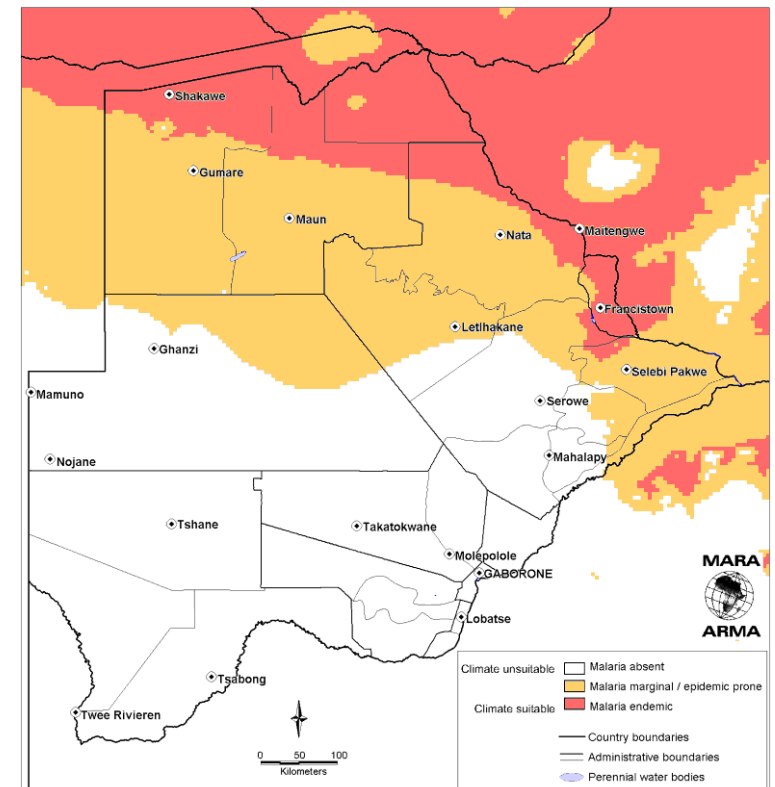 Shakawe
Gumare
Maun
Nata
Maitengwe
Francistown
Letlhakane
Ghanzi
Selebi Pakwe
Mamuno
Serowe
Mahalapy
Nojane
Tshane
Takatokwane
Molepolole
GABORONE
Lobatse
Tsabong
Twee Rivieren
MARA
ARMA
0 50 100
Kilometers
Climate unsuitable Malaria absent
Malaria marginal / epidemic prone
Climate suitable Malaria endemic
Country boundaries
Administrative boundaries
Perennial water bodies